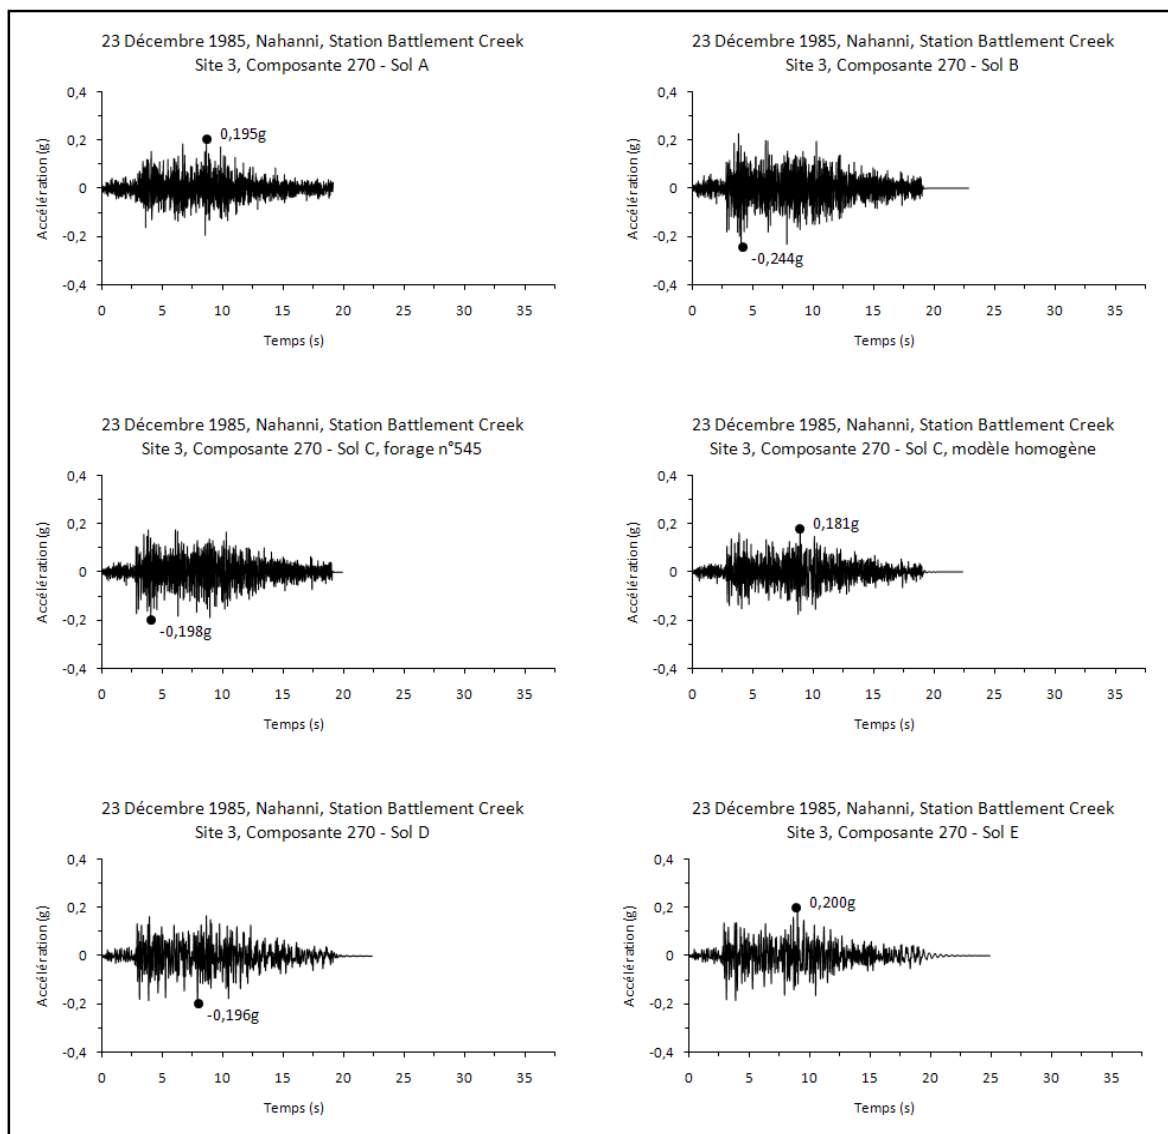 23 Décembre 1985, Nahanni, Station Battlement Creek
Site 3, Composante 270 - Sol A
0,4
0,2
0
-0,2
-0,4
Accélération (g)
0,195g
0 5 10 15 20 25 30 35
Temps (s)
23 Décembre 1985, Nahanni, Station Battlement Creek
Site 3, Composante 270 - Sol B
0,4
0,2
0
-0,2
-0,4
Accélération (g)
-0,244g
0 5 10 15 20 25 30 35
Temps (s)
23 Décembre 1985, Nahanni, Station Battlement Creek
Site 3, Composante 270 - Sol C, forage n°545
0,4
0,2
0
-0,2
-0,4
Accélération (g)
-0,198g
0 5 10 15 20 25 30 35
Temps (s)
23 Décembre 1985, Nahanni, Station Battlement Creek
Site 3, Composante 270 - Sol C, modèle homogène
0,4
0,2
0
-0,2
-0,4
Accélération (g)
0,181g
0 5 10 15 20 25 30 35
Temps (s)
23 Décembre 1985, Nahanni, Station Battlement Creek
Site 3, Composante 270 - Sol D
0,4
0,2
0
-0,2
-0,4
Accélération (g)
-0,196g
0 5 10 15 20 25 30 35
Temps (s)
23 Décembre 1985, Nahanni, Station Battlement Creek
Site 3, Composante 270 - Sol E
0,4
0,2
0
-0,2
-0,4
Accélération (g)
0,200g
0 5 10 15 20 25 30 35
Temps (s)